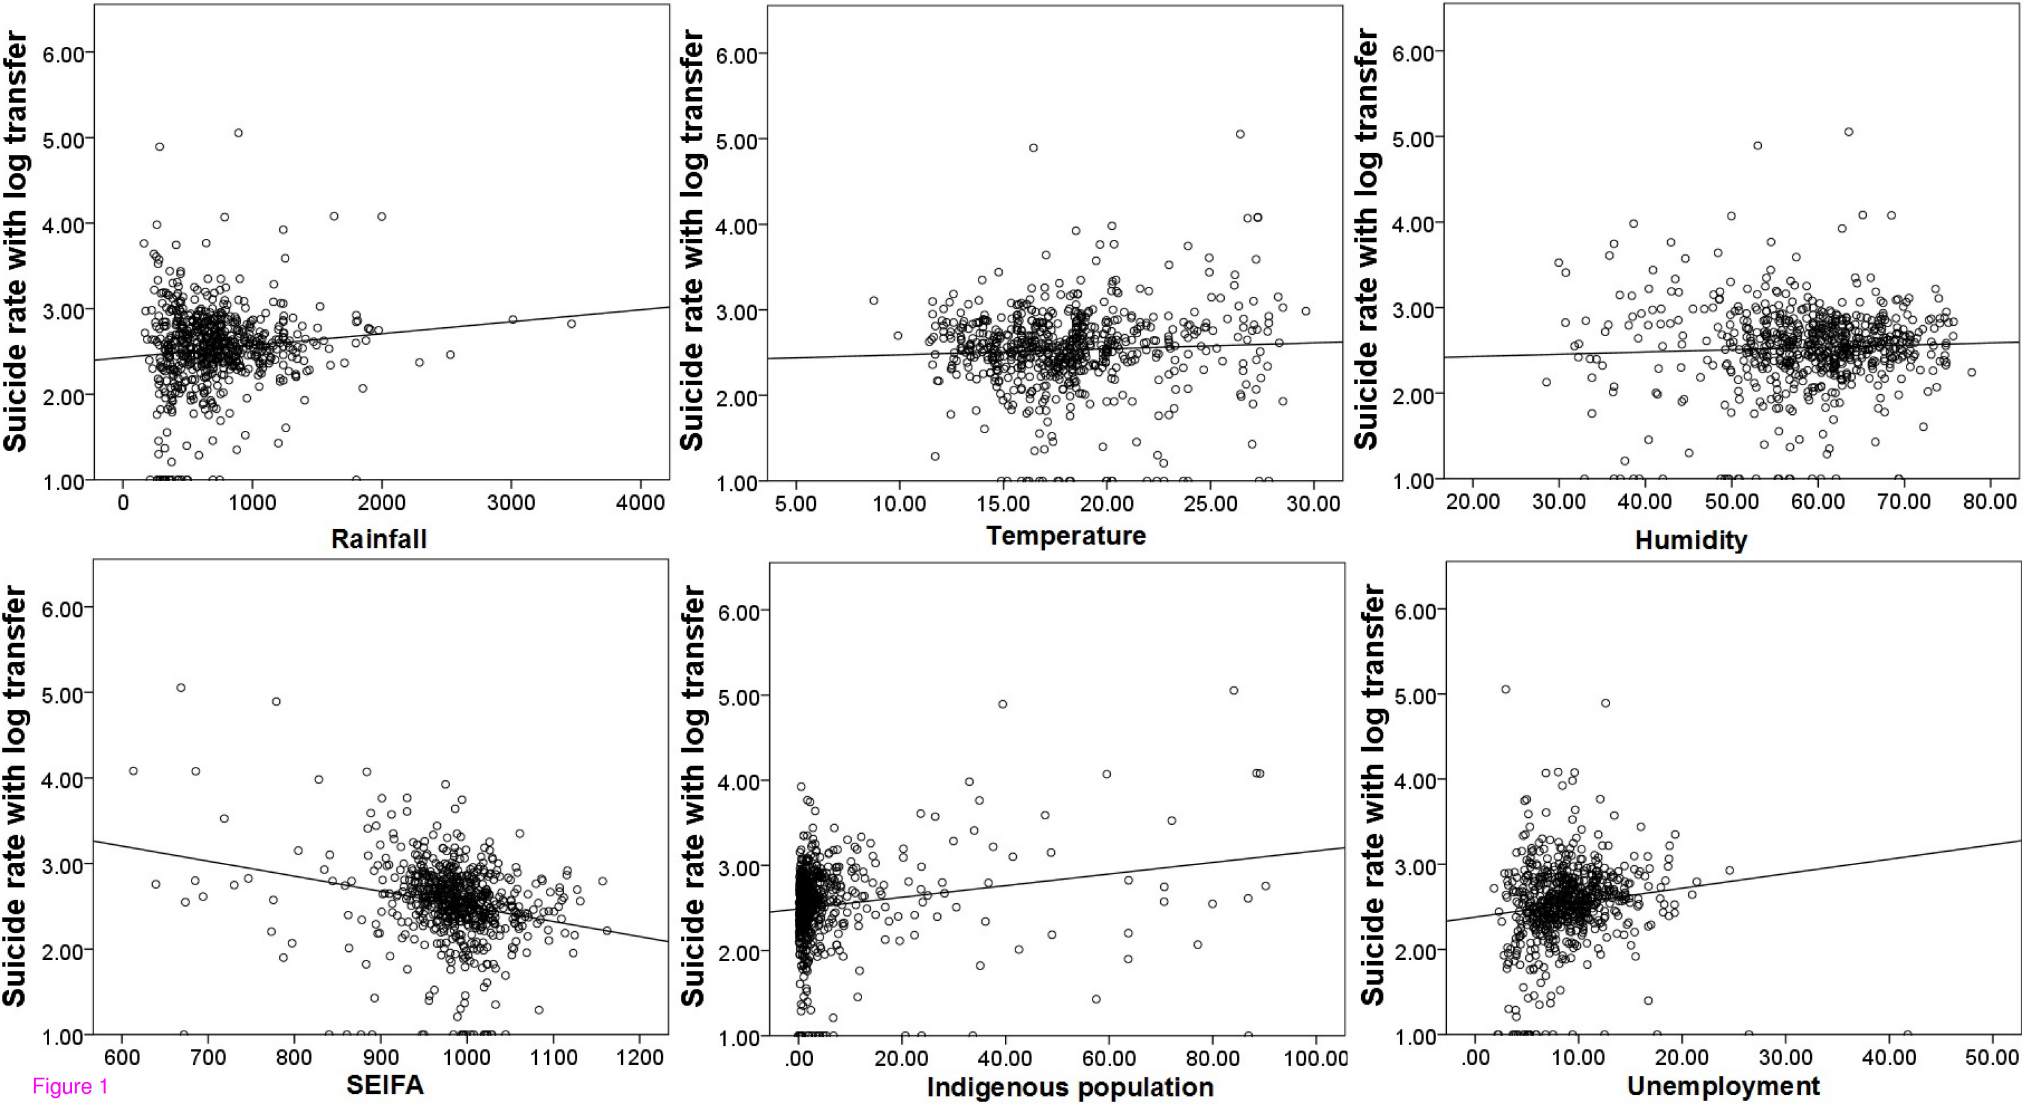 Suicide rate with log transfer
6.00
5.00
4.00
3.00
2.00
1.00
0 1000 2000 3000 4000
Rainfall
Suicide rate with log transfer
6.00
5.00
4.00
3.00
2.00
1.00
5.00 10.00 15.00 20.00 25.00 30.00
Temperature
Suicide rate with log transfer
6.00
5.00
4.00
3.00
2.00
1.00
20.00 30.00 40.00 50.00 60.00 70.00 80.00
Humidity
Suicide rate with log transfer
6.00
5.00
4.00
3.00
2.00
1.00
600 700 800 900 1000 1100 1200
SEIFA
Suicide rate with log transfer
6.00
5.00
4.00
3.00
2.00
1.00
.00 20.00 40.00 60.00 80.00 100.00
Indigenous population
Suicide rate with log transfer
6.00
5.00
4.00
3.00
2.00
1.00
.00 10.00 20.00 30.00 40.00 50.00
Unemployment
Figure 1